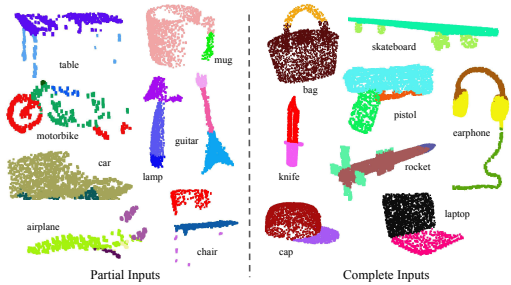 table
mug
motorbike
lamp
guitar
car
airplane
chair
Partial Inputs
bag
skateboard
pistol
earphone
knife
rocket
cap
laptop
Complete Inputs